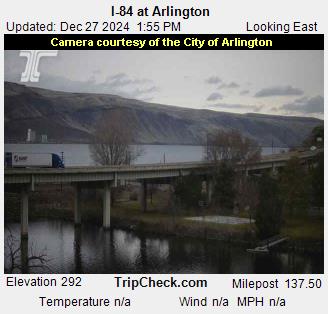 I-84 at Arlington
Updated: Dec 27 2024 1:55 PM Looking East
Camera courtesy of the City of Arlington
Elevation 292 TripCheck.com Milepost 137.50
Temperature n/a Wind n/a MPH n/a